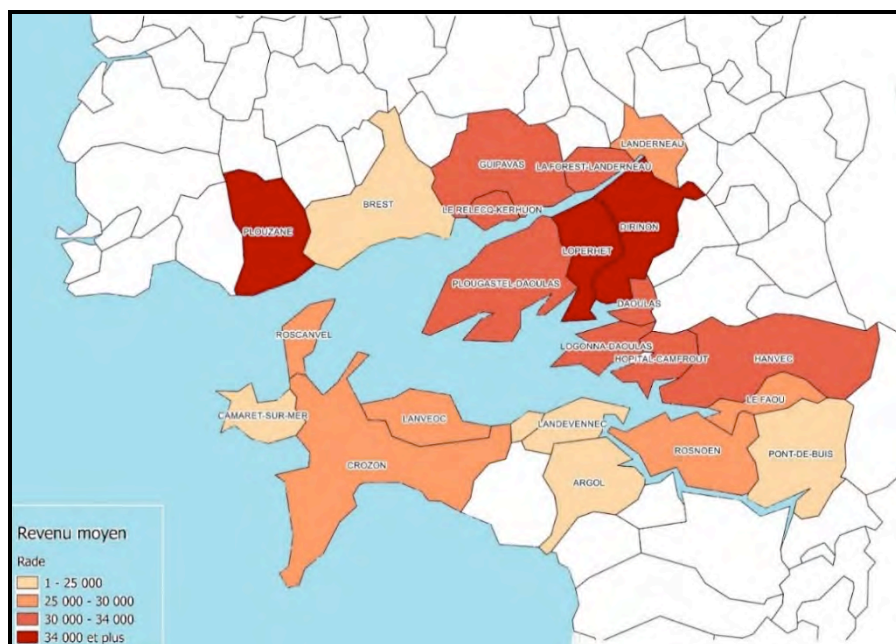 LANDERNEAU
GUIPAVAS
LA FOREST-LANDERNEAU
BREST
LE RELECQ-KERHUON
PLOUZANE
DIRINON
LOPERHET
PLOUGASTEL-DAOULAS
DAOULAS
ROSCANVEL
LOGONNA-DAOULAS
HOPITAL-CAMFROUT
HANVEC
CAMARET-SUR-MER
LANVEOC
LE FAOU
LANDEVENNEC
ROSNOEN
PONT-DE-BUIS
CROZON
ARGOL
Revenu moyen
Rade
1 - 25 000
25 000 - 30 000
30 000 - 34 000
34 000 et plus